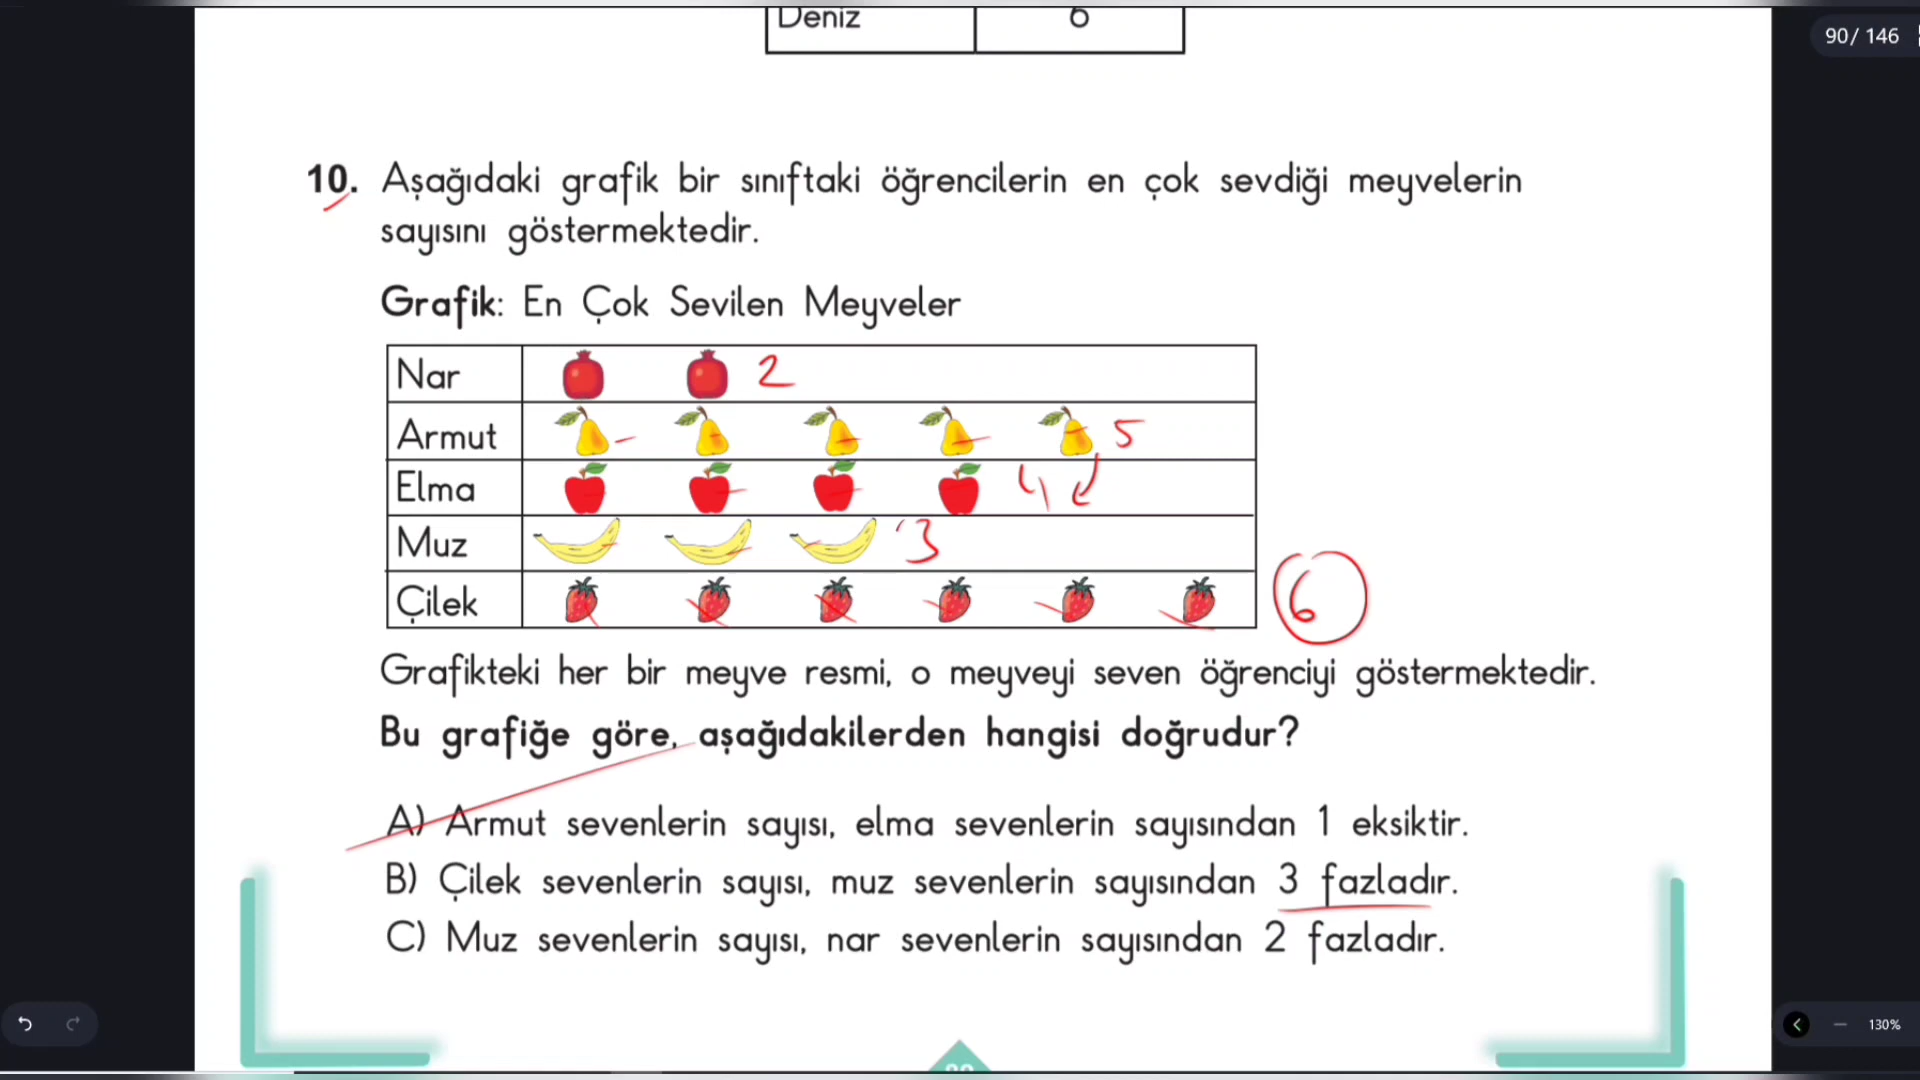 Deniz 6
90/ 146
10. Aşağıdaki grafik bir sınıftaki öğrencilerin en çok sevdiği meyvelerin
sayısını göstermektedir.
Grafik: En Çok Sevilen Meyveler
Nar 2
Armut 5
Elma 4
Muz 3
Çilek 6
Grafikteki her bir meyve resmi, o meyveyi seven öğrenciyi göstermektedir.
Bu grafiğe göre, aşağıdakilerden hangisi doğrudur?
A) Armut sevenlerin sayısı, elma sevenlerin sayısından 1 eksiktir.
B) Çilek sevenlerin sayısı, muz sevenlerin sayısından 3 fazladır.
C) Muz sevenlerin sayısı, nar sevenlerin sayısından 2 fazladır.
130%